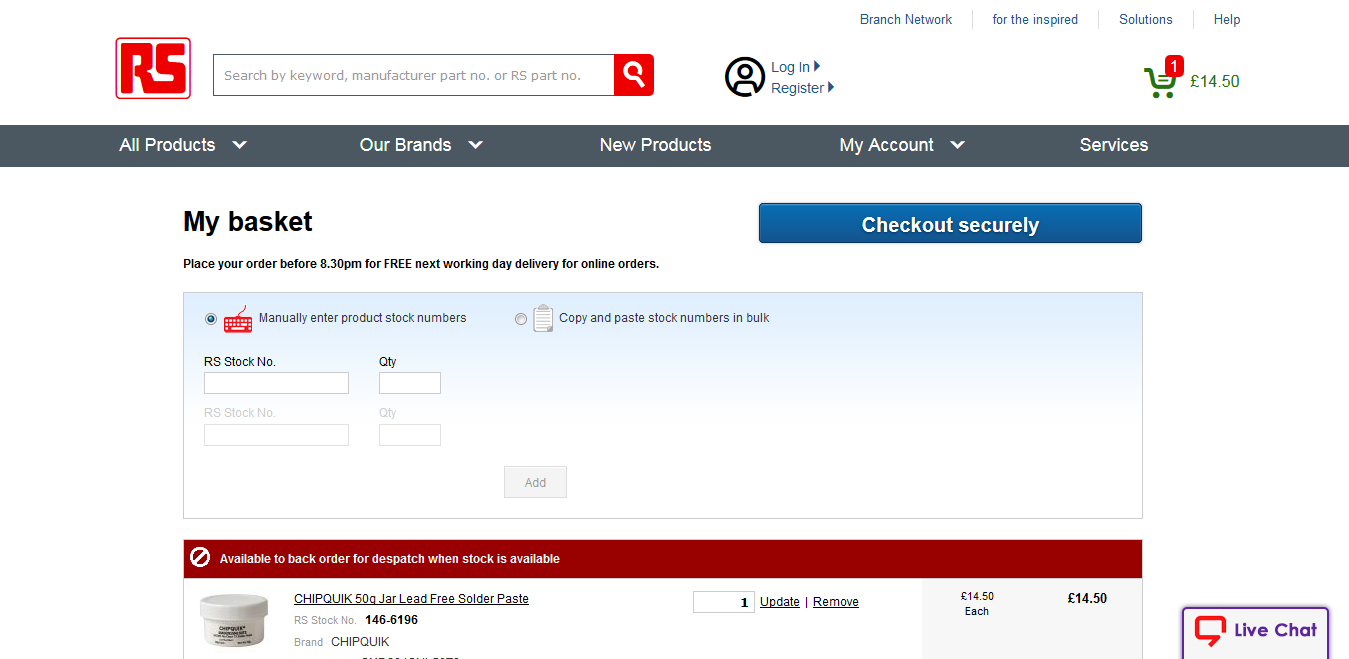 Branch Network
for the inspired
Solutions
Help
RS
Search by keyword, manufacturer part no. or RS part no.
Log In
Register
1
£14.50
All Products
Our Brands
New Products
My Account
Services
My basket
Checkout securely
Place your order before 8.30pm for FREE next working day delivery for online orders.
Manually enter product stock numbers
Copy and paste stock numbers in bulk
RS Stock No.
Qty
RS Stock No.
Qty
Add
Available to back order for despatch when stock is available
CHIPQUIK 50g Jar Lead Free Solder Paste
1
Update | Remove
£14.50
Each
£14.50
RS Stock No. 146-6196
CHIPQUIK
Brand CHIPQUIK
Live Chat